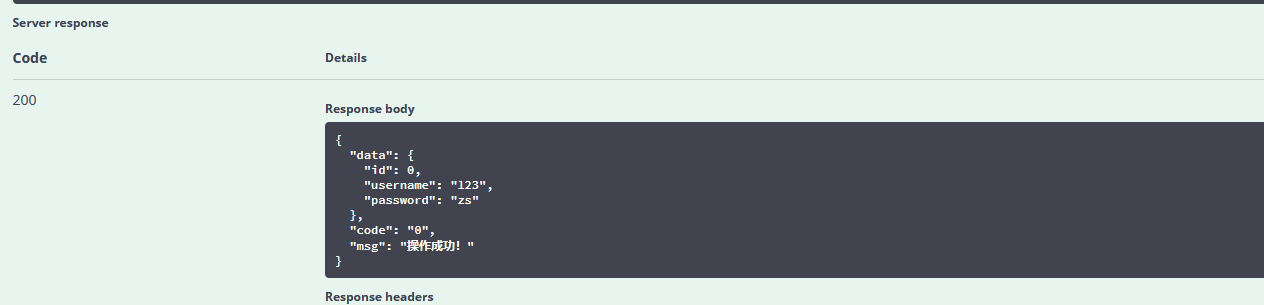 Server response
Code Details
200
Response body
{
"data": {
"id": 0,
"username": "123",
"password": "zs"
},
"code": "0",
"msg": "操作成功！"
}
Response headers